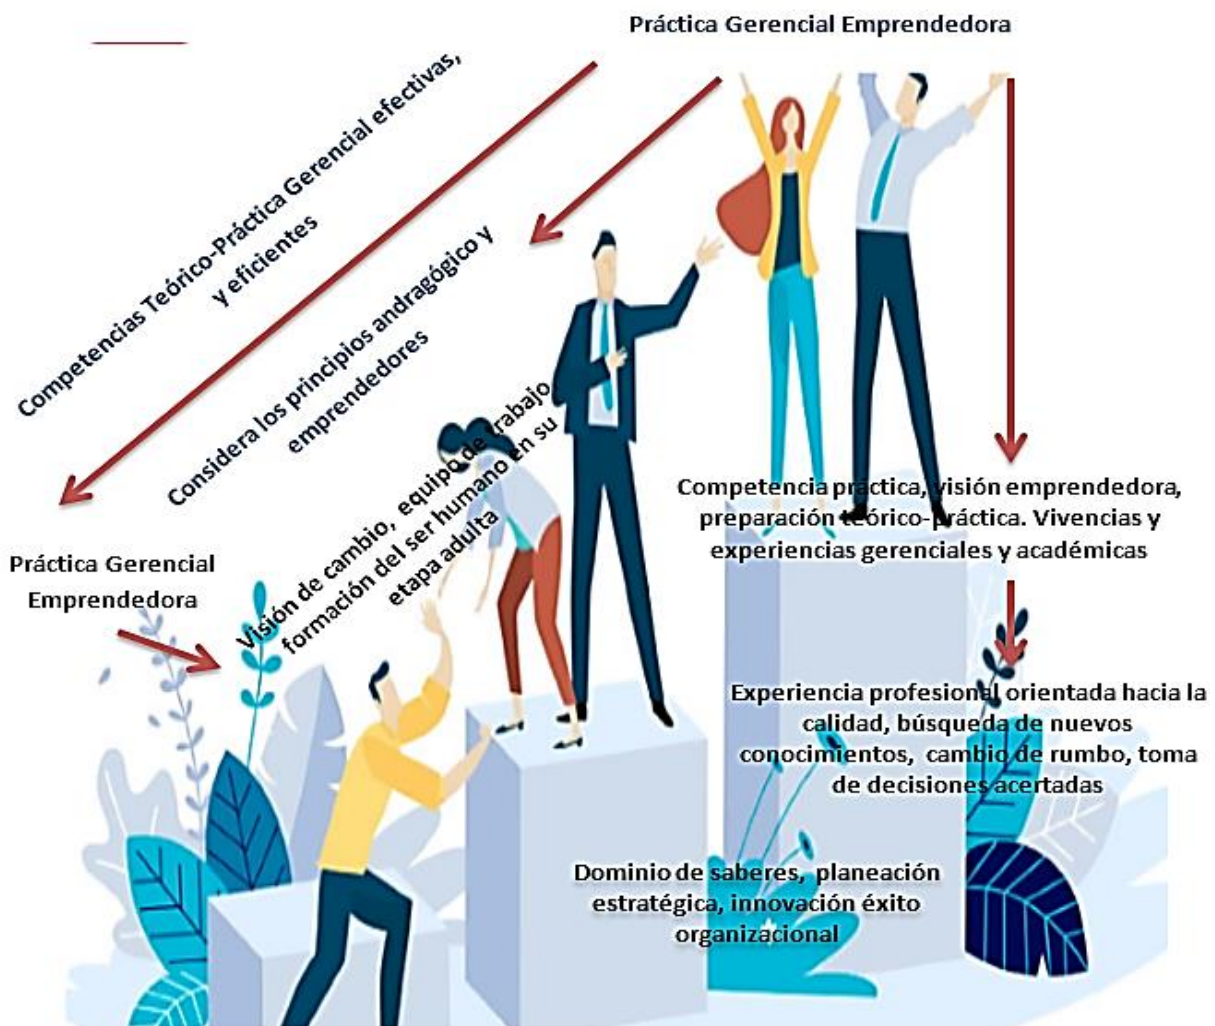 Práctica Gerencial Emprendedora
Competencias Teórico-Práctica Gerencial efectivas,
y eficientes
Considera los principios andragógico y
emprendedores
Visión de cambio, equipo de trabajo
formación del ser humano en su
etapa adulta
Práctica Gerencial
Emprendedora
Competencia práctica, visión emprendedora,
preparación teórico-práctica. Vivencias y
experiencias gerenciales y académicas
Experiencia profesional orientada hacia la
calidad, búsqueda de nuevos
conocimientos, cambio de rumbo, toma
de decisiones acertadas
Dominio de saberes, planeación
estratégica, innovación éxito
organizacional